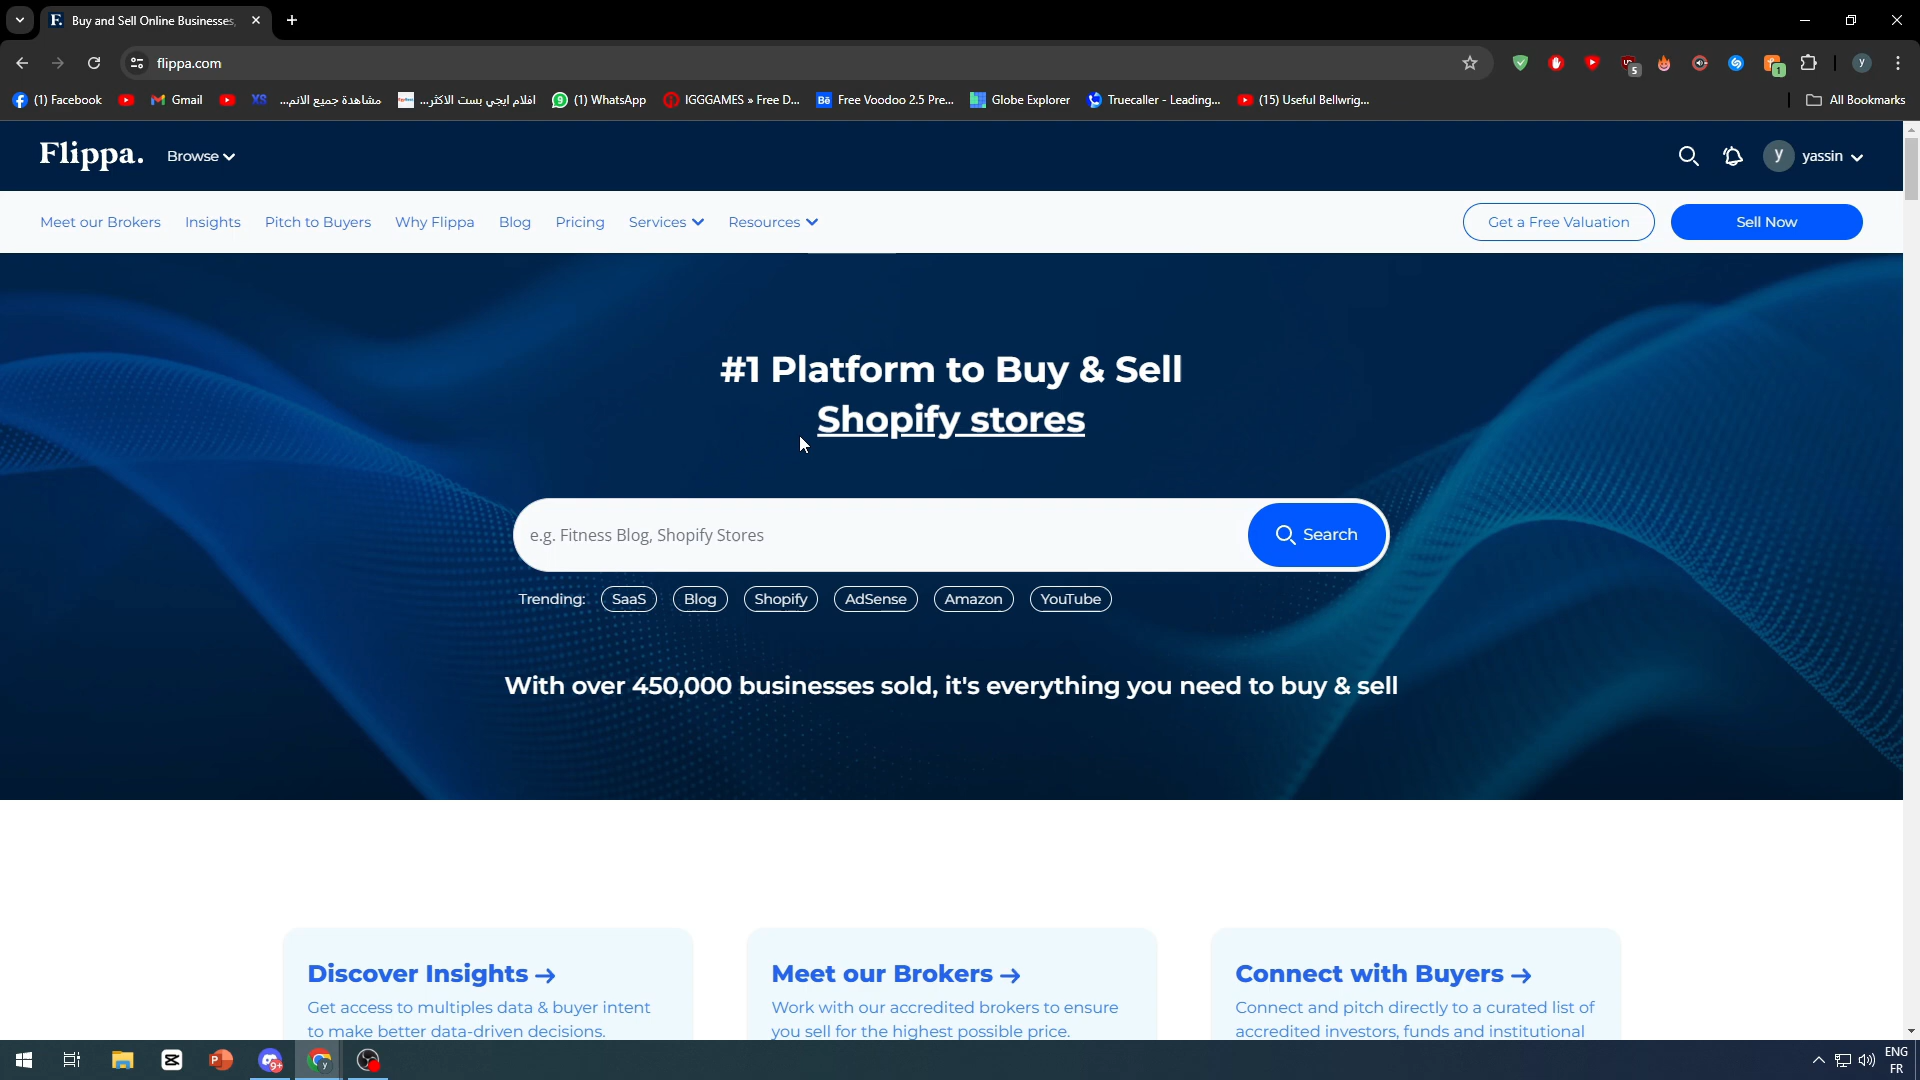 Buy and Sell Online Businesses,
flippa.com
5
1
y
(1) Facebook
Gmail
XS
مشاهدة جميع الانم...
افلام ايجي بست الاكثر...
9
(1) WhatsApp
IGGGAMES » Free D...
Bē
Free Voodoo 2.5 Pre...
Globe Explorer
Truecaller - Leading...
(15) Useful Bellwrig...
All Bookmarks
Flippa.
Browse
y
yassin
Meet our Brokers
Insights
Pitch to Buyers
Why Flippa
Blog
Pricing
Services
Resources
Get a Free Valuation
Sell Now
#1 Platform to Buy & Sell
Shopify stores
e.g. Fitness Blog, Shopify Stores
Search
Trending:
SaaS
Blog
Shopify
AdSense
Amazon
YouTube
With over 450,000 businesses sold, it's everything you need to buy & sell
Discover Insights →
Get access to multiples data & buyer intent
to make better data-driven decisions.
Meet our Brokers →
Work with our accredited brokers to ensure
you sell for the highest possible price.
Connect with Buyers →
Connect and pitch directly to a curated list of
accredited investors, funds and institutional
9+
ENG
FR